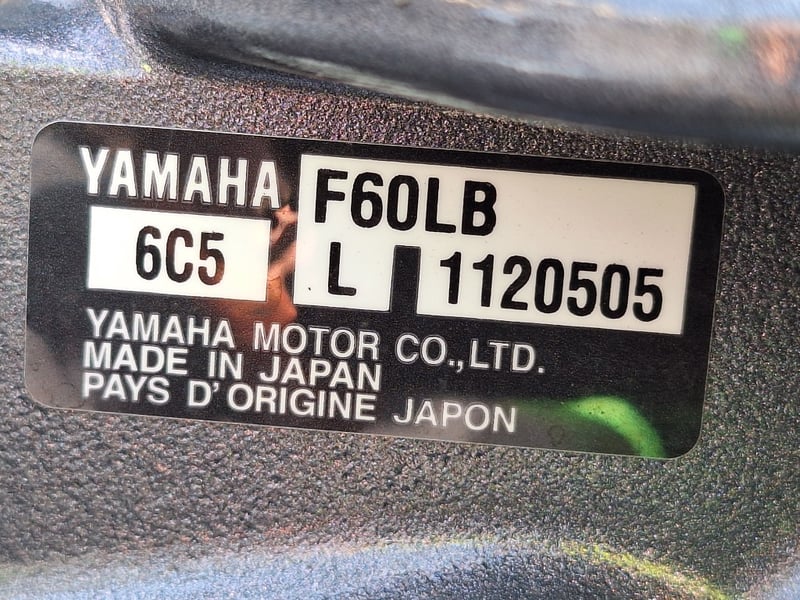 YAMAHA F60LB
6C5 L 1120505
YAMAHA MOTOR CO.,LTD.
MADE IN JAPAN
PAYS D'ORIGINE JAPON